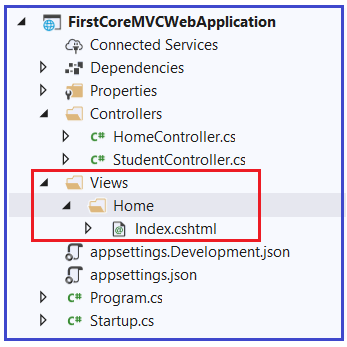 FirstCoreMVCWebApplication
Connected Services
Dependencies
Properties
Controllers
C# HomeController.cs
C# StudentController.cs
Views
Home
Index.cshtml
appsettings.Development.json
appsettings.json
C# Program.cs
C# Startup.cs